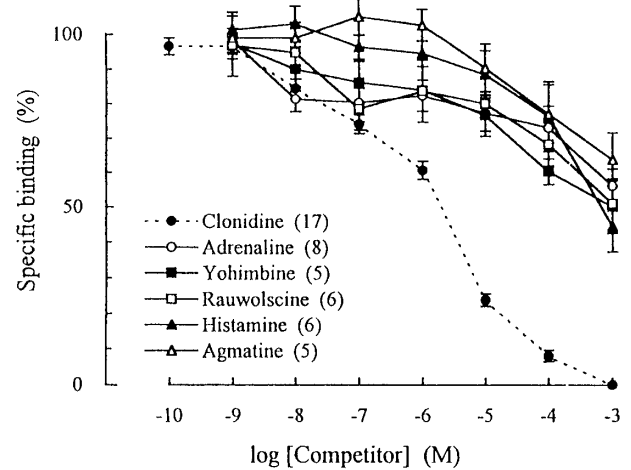 100
50
0
Specific binding (%)
Clonidine (17)
Adrenaline (8)
Yohimbine (5)
Rauwolscine (6)
Histamine (6)
Agmatine (5)
-10 -9 -8 -7 -6 -5 -4 -3
log [Competitor] (M)